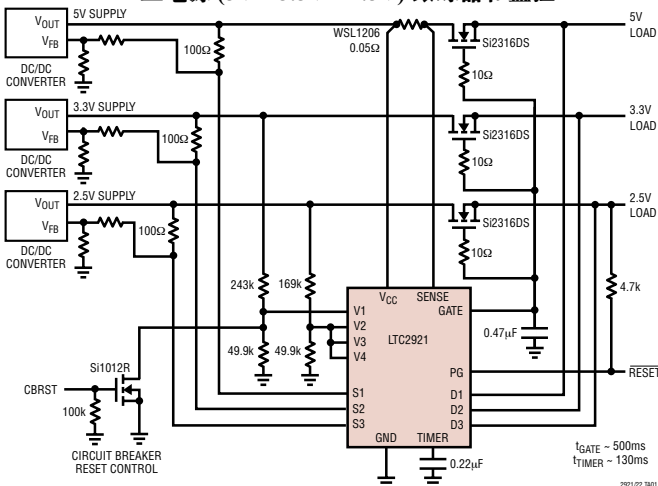 5V SUPPLY
VOUT
VFB
DC/DC
CONVERTER
100Ω
WSL1206
0.05Ω
Si2316DS
10Ω
5V
LOAD
3.3V SUPPLY
VOUT
VFB
DC/DC
CONVERTER
100Ω
Si2316DS
10Ω
3.3V
LOAD
2.5V SUPPLY
VOUT
VFB
DC/DC
CONVERTER
100Ω
Si2316DS
10Ω
2.5V
LOAD
243k
169k
4.7k
49.9k
49.9k
VCC
SENSE
GATE
V1
V2
V3
V4
LTC2921
PG
S1
S2
S3
D1
D2
D3
GND
TIMER
0.47µF
RESET
Si1012R
CBRST
100k
CIRCUIT BREAKER
RESET CONTROL
0.22µF
tGATE ~ 500ms
tTIMER ~ 130ms
2921/22 TA01